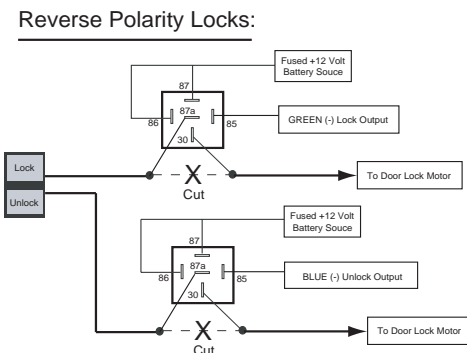 Reverse Polarity Locks:
Fused +12 Volt
Battery Souce
87
87a
86
85
30
GREEN (-) Lock Output
Lock
Unlock
X
Cut
To Door Lock Motor
Fused +12 Volt
Battery Souce
87
87a
86
85
30
BLUE (-) Unlock Output
X
Cut
To Door Lock Motor